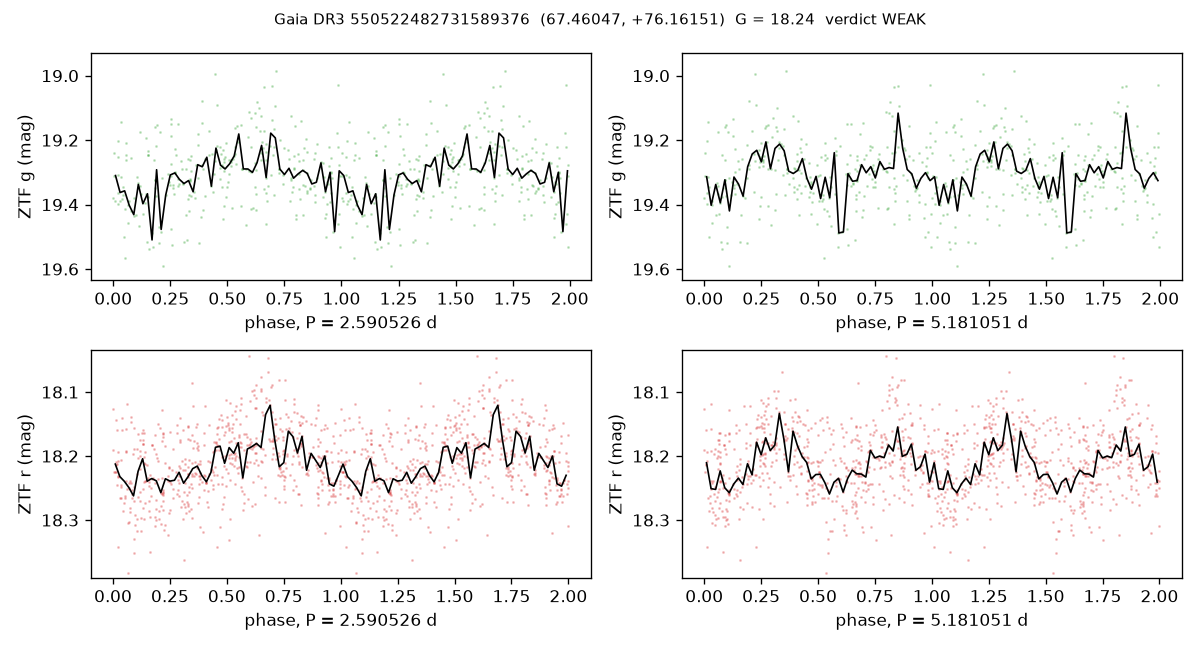 Gaia DR3 550522482731589376  (67.46047, +76.16151)  G = 18.24  verdict WEAK
ZTF g (mag)
19.0
19.2
19.4
19.6
0.00 0.25 0.50 0.75 1.00 1.25 1.50 1.75 2.00
phase, P = 2.590526 d
ZTF g (mag)
19.0
19.2
19.4
19.6
0.00 0.25 0.50 0.75 1.00 1.25 1.50 1.75 2.00
phase, P = 5.181051 d
ZTF r (mag)
18.1
18.2
18.3
0.00 0.25 0.50 0.75 1.00 1.25 1.50 1.75 2.00
phase, P = 2.590526 d
ZTF r (mag)
18.1
18.2
18.3
0.00 0.25 0.50 0.75 1.00 1.25 1.50 1.75 2.00
phase, P = 5.181051 d